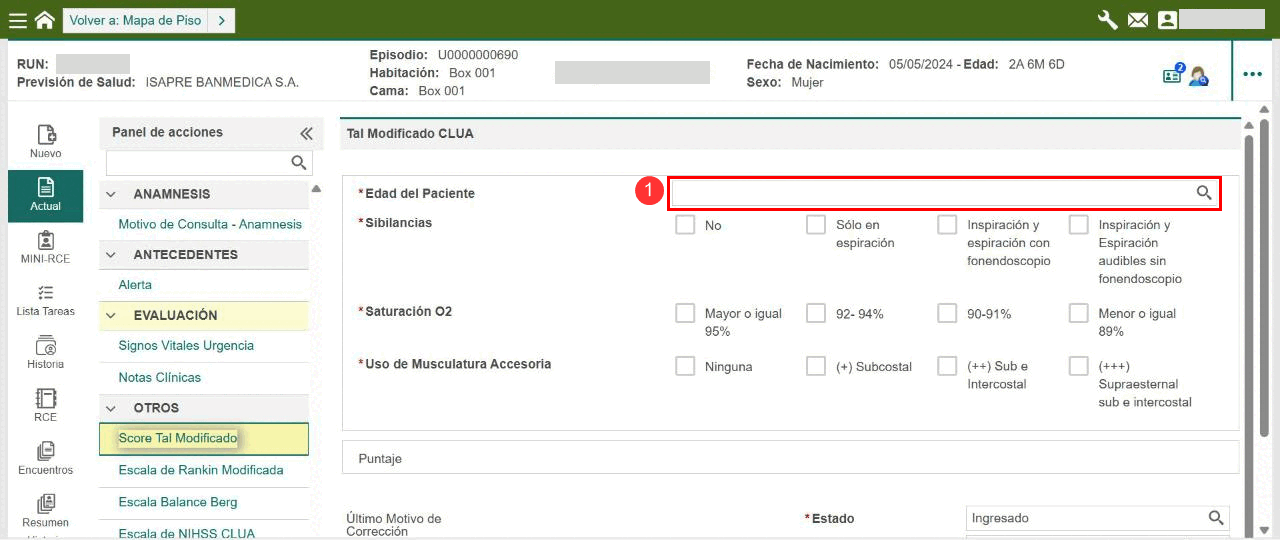 Volver a: Mapa de Piso
RUN:
Previsión de Salud: ISAPRE BANMEDICA S.A.
Episodio: U0000000690
Habitación: Box 001
Cama: Box 001
Fecha de Nacimiento: 05/05/2024 - Edad: 2A 6M 6D
Sexo: Mujer
2
Nuevo
Actual
MINI-RCE
Lista Tareas
Historia
RCE
Encuentros
Resumen
Panel de acciones
ANAMNESIS
Motivo de Consulta - Anamnesis
ANTECEDENTES
Alerta
EVALUACIÓN
Signos Vitales Urgencia
Notas Clínicas
OTROS
Score Tal Modificado
Escala de Rankin Modificada
Escala Balance Berg
Escala de NIHSS CLUA
Tal Modificado CLUA
*Edad del Paciente
1
*Sibilancias
No
Sólo en
espiración
Inspiración y
espiración con
fonendoscopio
Inspiración y
Espiración
audibles sin
fonendoscopio
*Saturación O2
Mayor o igual
95%
92- 94%
90-91%
Menor o igual
89%
*Uso de Musculatura Accesoria
Ninguna
(+) Subcostal
(++) Sub e
Intercostal
(+++)
Supraesternal
sub e intercostal
Puntaje
Último Motivo de
Corrección
*Estado
Ingresado